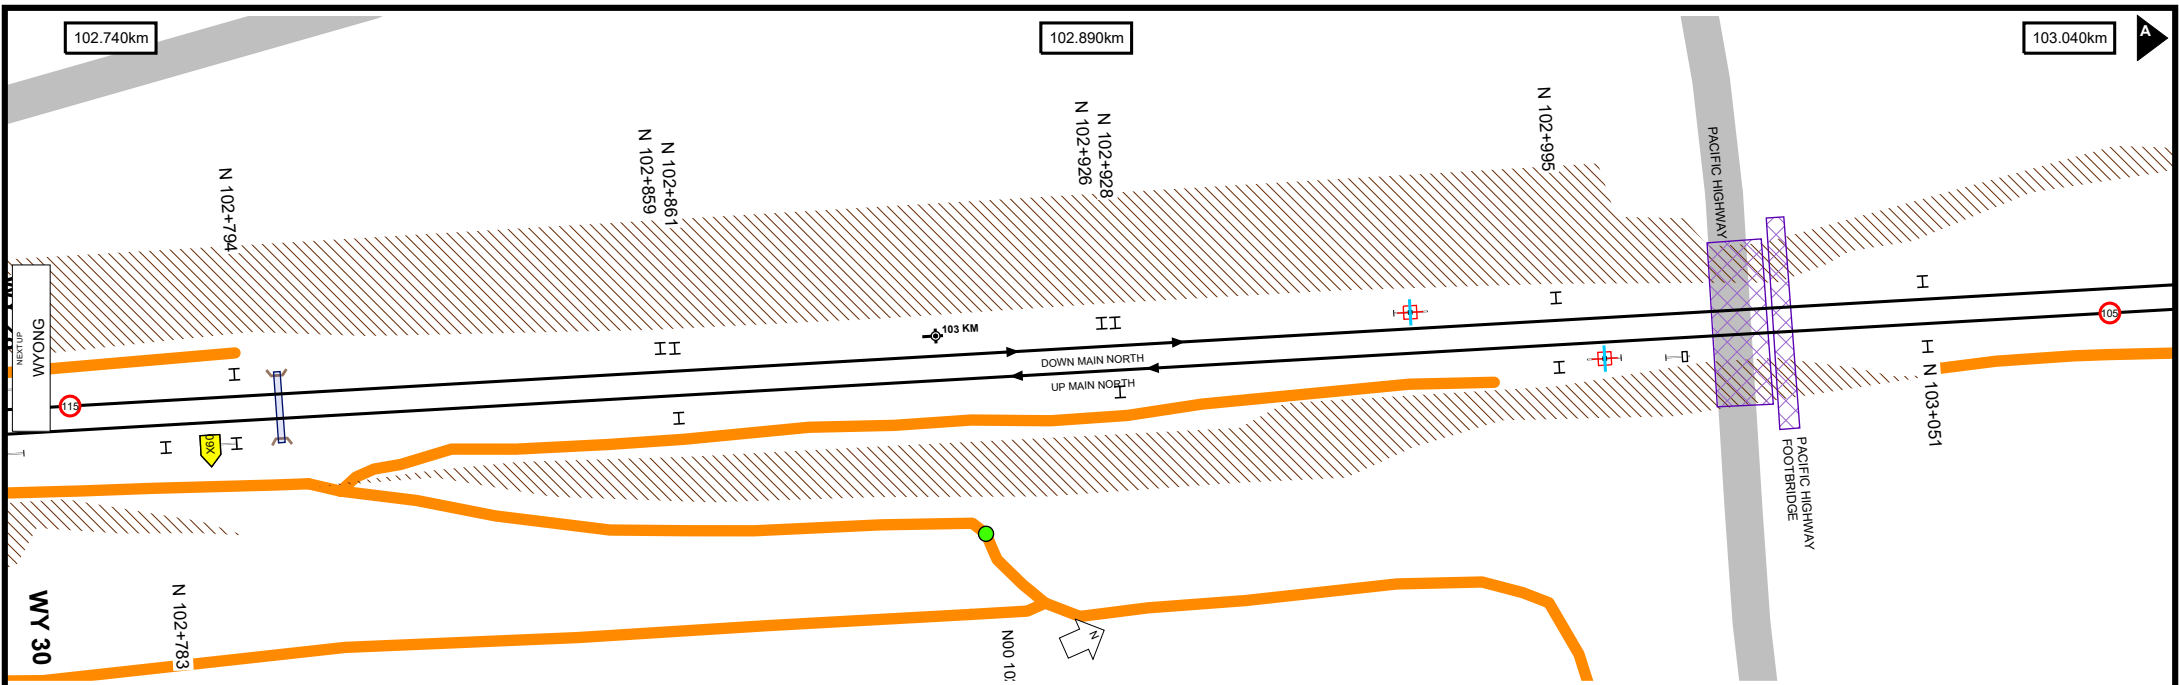 102.740km
102.890km
103.040km
A
N 102+794
N 102+859
N 102+861
N 102+926
N 102+928
N 102+995
PACIFIC HIGHWAY
WYONG
NEXT UP
115
103 KM
DOWN MAIN NORTH
UP MAIN NORTH
105
N 103+051
PACIFIC HIGHWAY
FOOTBRIDGE
WY 30
N 102+783
N00 10
N